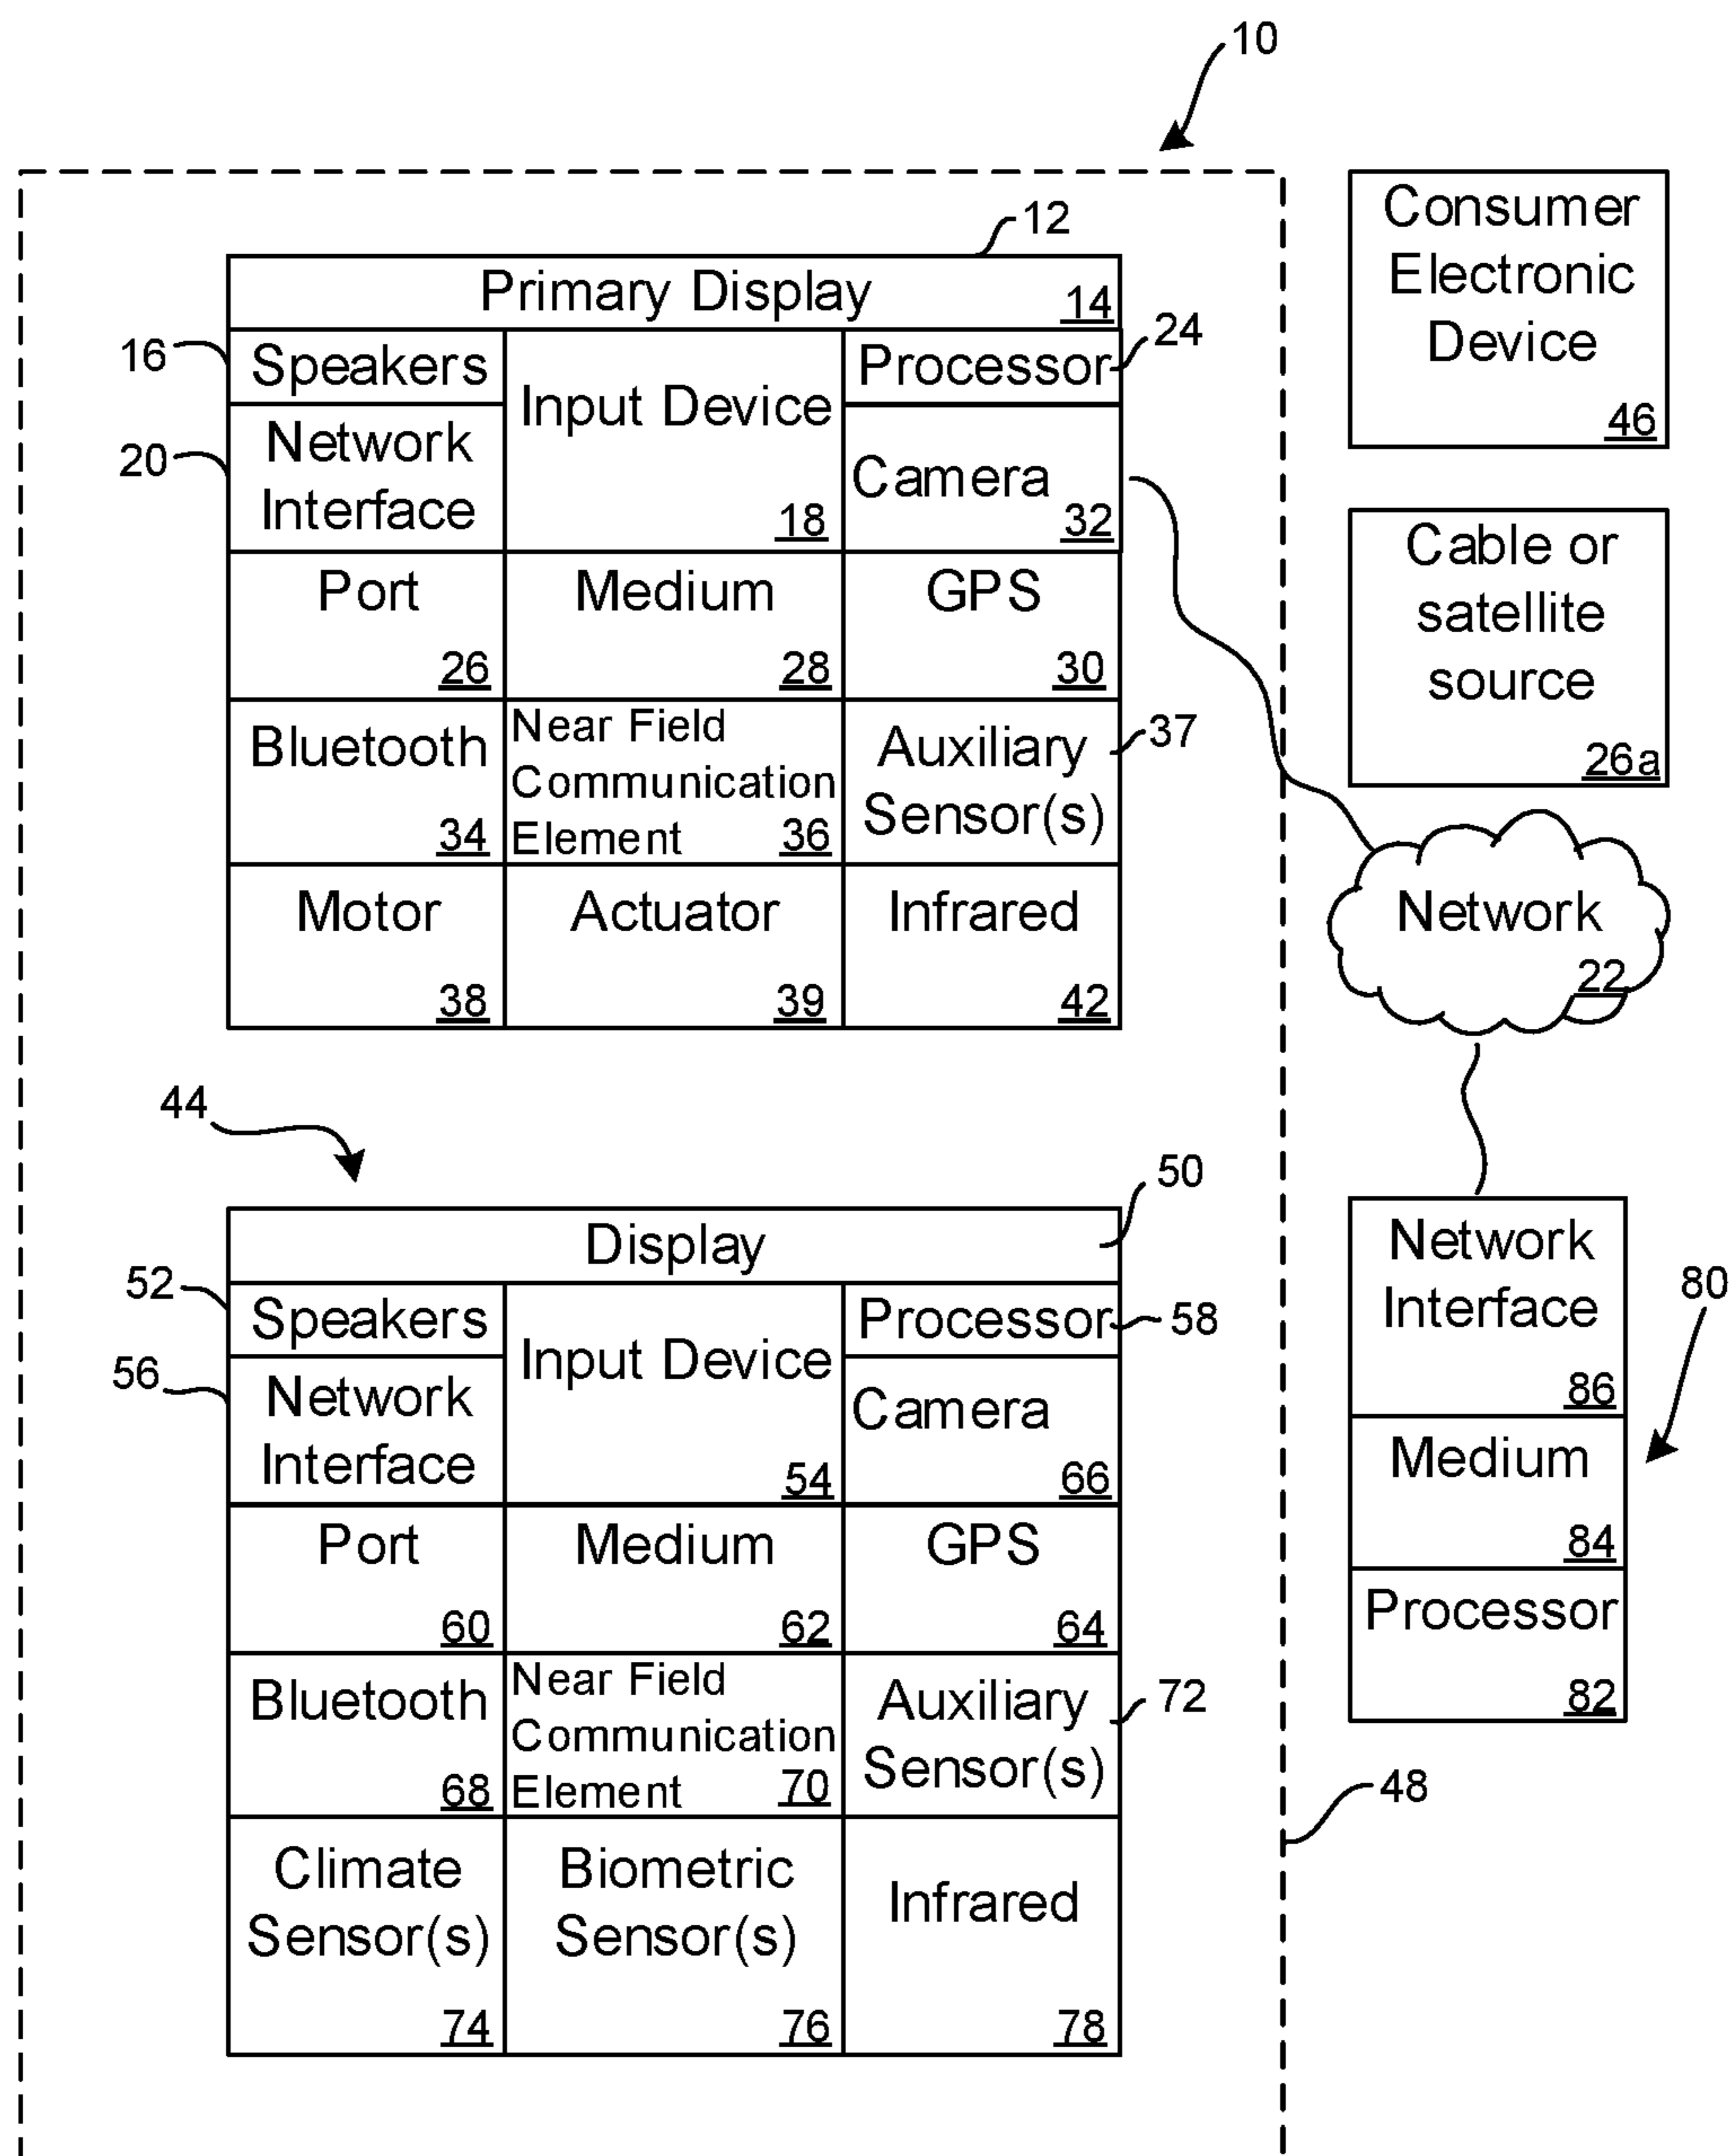 10
12
Primary Display
14
16
Speakers
Input Device
18
Processor
24
20
Network
Interface
Camera
32
Port
26
Medium
28
GPS
30
Bluetooth
34
Near Field
Communication
Element
36
Auxiliary
Sensor(s)
37
Motor
38
Actuator
39
Infrared
42
Consumer
Electronic
Device
46
Cable or
satellite
source
26a
Network
22
44
50
Display
52
Speakers
Input Device
54
Processor
58
56
Network
Interface
Camera
66
Port
60
Medium
62
GPS
64
Bluetooth
68
Near Field
Communication
Element
70
Auxiliary
Sensor(s)
72
Climate
Sensor(s)
74
Biometric
Sensor(s)
76
Infrared
78
Network
Interface
86
80
Medium
84
Processor
82
48